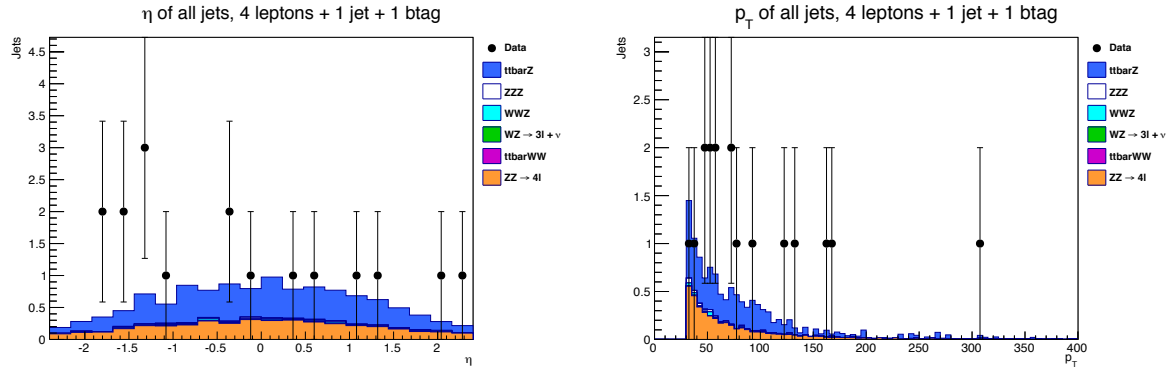 η of all jets, 4 leptons + 1 jet + 1 btag
Jets
4.5
4
3.5
3
2.5
2
1.5
1
0.5
0
-2 -1.5 -1 -0.5 0 0.5 1 1.5 2
η
Data
ttbarZ
ZZZ
WWZ
WZ → 3l + ν
ttbarWW
ZZ → 4l
p_T of all jets, 4 leptons + 1 jet + 1 btag
Jets
3
2.5
2
1.5
1
0.5
0
0 50 100 150 200 250 300 350 400
p_T
Data
ttbarZ
ZZZ
WWZ
WZ → 3l + ν
ttbarWW
ZZ → 4l